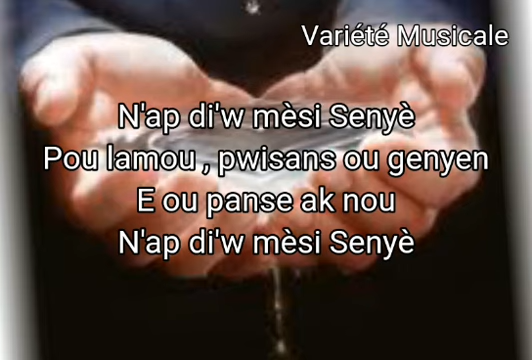 Variété Musicale
N'ap di'w mèsi Senyè
Pou lamou , pwisans ou genyen
E ou panse ak nou
N'ap di'w mèsi Senyè